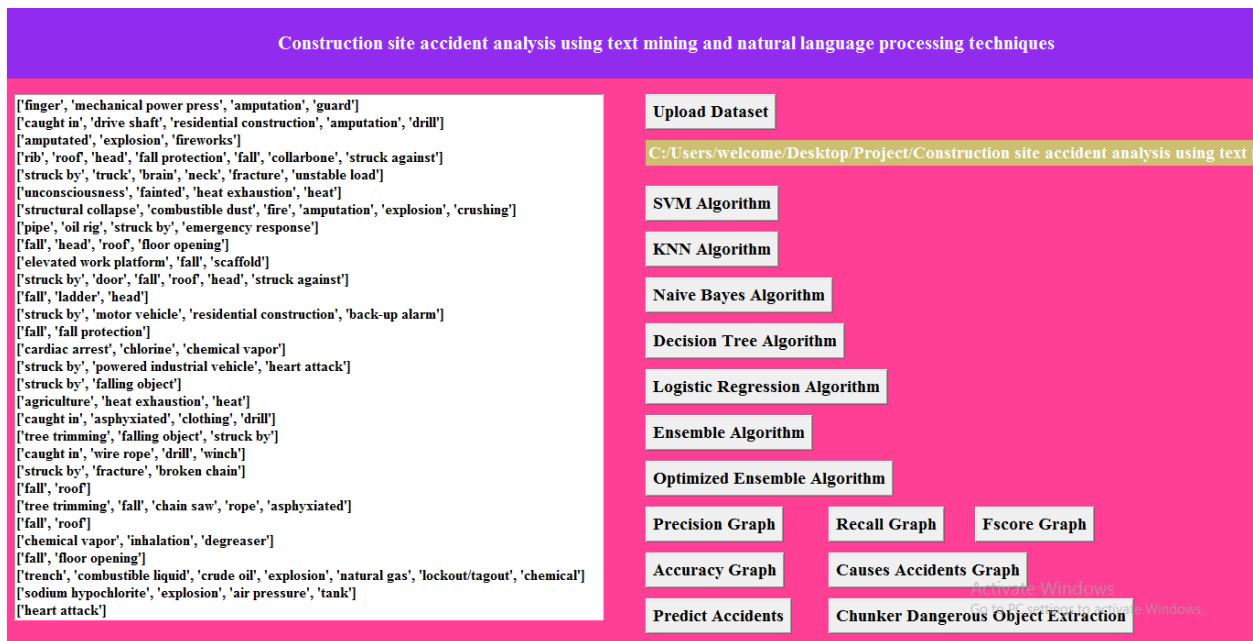 Construction site accident analysis using text mining and natural language processing techniques
['finger', 'mechanical power press', 'amputation', 'guard']
['caught in', 'drive shaft', 'residential construction', 'amputation', 'drill']
['amputated', 'explosion', 'fireworks']
['rib', 'roof', 'head', 'fall protection', 'fall', 'collarbone', 'struck against']
['struck by', 'truck', 'brain', 'neck', 'fracture', 'unstable load']
['unconsciousness', 'fainted', 'heat exhaustion', 'heat']
['structural collapse', 'combustible dust', 'fire', 'amputation', 'explosion', 'crushing']
['pipe', 'oil rig', 'struck by', 'emergency response']
['fall', 'head', 'roof', 'floor opening']
['elevated work platform', 'fall', 'scaffold']
['struck by', 'door', 'fall', 'roof', 'head', 'struck against']
['fall', 'ladder', 'head']
['struck by', 'motor vehicle', 'residential construction', 'back-up alarm']
['fall', 'fall protection']
['cardiac arrest', 'chlorine', 'chemical vapor']
['struck by', 'powered industrial vehicle', 'heart attack']
['struck by', 'falling object']
['agriculture', 'heat exhaustion', 'heat']
['caught in', 'asphyxiated', 'clothing', 'drill']
['tree trimming', 'falling object', 'struck by']
['caught in', 'wire rope', 'drill', 'winch']
['struck by', 'fracture', 'broken chain']
['fall', 'roof']
['tree trimming', 'fall', 'chain saw', 'rope', 'asphyxiated']
['fall', 'roof']
['chemical vapor', 'inhalation', 'degreaser']
['fall', 'floor opening']
['trench', 'combustible liquid', 'crude oil', 'explosion', 'natural gas', 'lockout/tagout', 'chemical']
['sodium hypochlorite', 'explosion', 'air pressure', 'tank']
['heart attack']
Upload Dataset
C:/Users/welcome/Desktop/Project/Construction site accident analysis using text
SVM Algorithm
KNN Algorithm
Naive Bayes Algorithm
Decision Tree Algorithm
Logistic Regression Algorithm
Ensemble Algorithm
Optimized Ensemble Algorithm
Precision Graph Recall Graph Fscore Graph
Accuracy Graph Causes Accidents Graph
Predict Accidents Chunker Dangerous Object Extraction
Activate Windows
Go to PC settings to activate Windows.